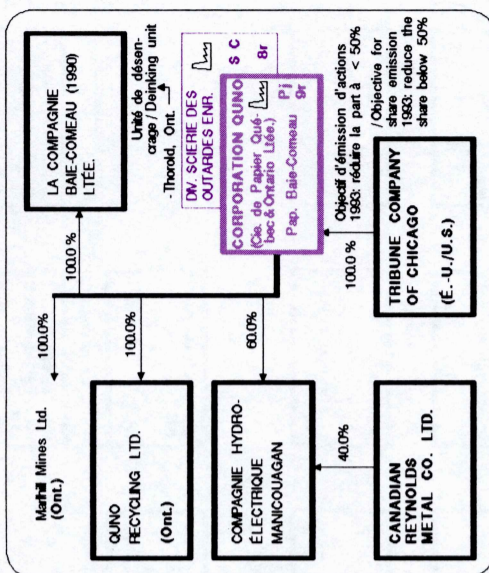 Marhill Mines Ltd.
(Ont.)
100.0%
QUNO
RECYCLING LTD.
(Ont.)
100.0%
COMPAGNIE HYDRO-
ÉLECTRIQUE
MANICOUAGAN
60.0%
40.0%
CANADIAN
REYNOLDS
METAL CO. LTD.
LA COMPAGNIE
BAIE-COMEAU (1990)
LTÉE.
100.0 %
Unité de désen-
crage / Deinking unit
- Thorold, Ont.
DIV. SCIERIE DES
OUTARDES ENR.
S C
8r
CORPORATION QUNO
(Cie. de Papier Qué-
bec & Ontario Ltée.)
Pap. Baie-Comeau
Pj
9r
100.0 %
Objectif d'émission d'actions
1993: réduire la part à < 50%
/ Objective for
share emission
1993: reduce the
share below 50%
TRIBUNE COMPANY
OF CHICAGO
(É.-U./U.S.)